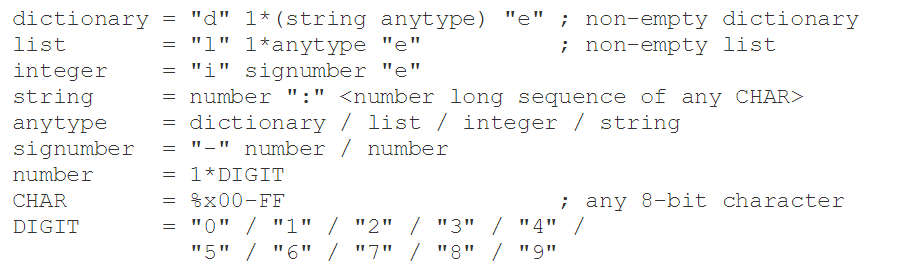 dictionary = "d" 1*(string anytype) "e" ; non-empty dictionary
list       = "l" 1*anytype "e"          ; non-empty list
integer    = "i" signumber "e"
string     = number ":" <number long sequence of any CHAR>
anytype    = dictionary / list / integer / string
signumber  = "-" number / number
number     = 1*DIGIT
CHAR       = %x00-FF                    ; any 8-bit character
DIGIT      = "0" / "1" / "2" / "3" / "4" /
             "5" / "6" / "7" / "8" / "9"